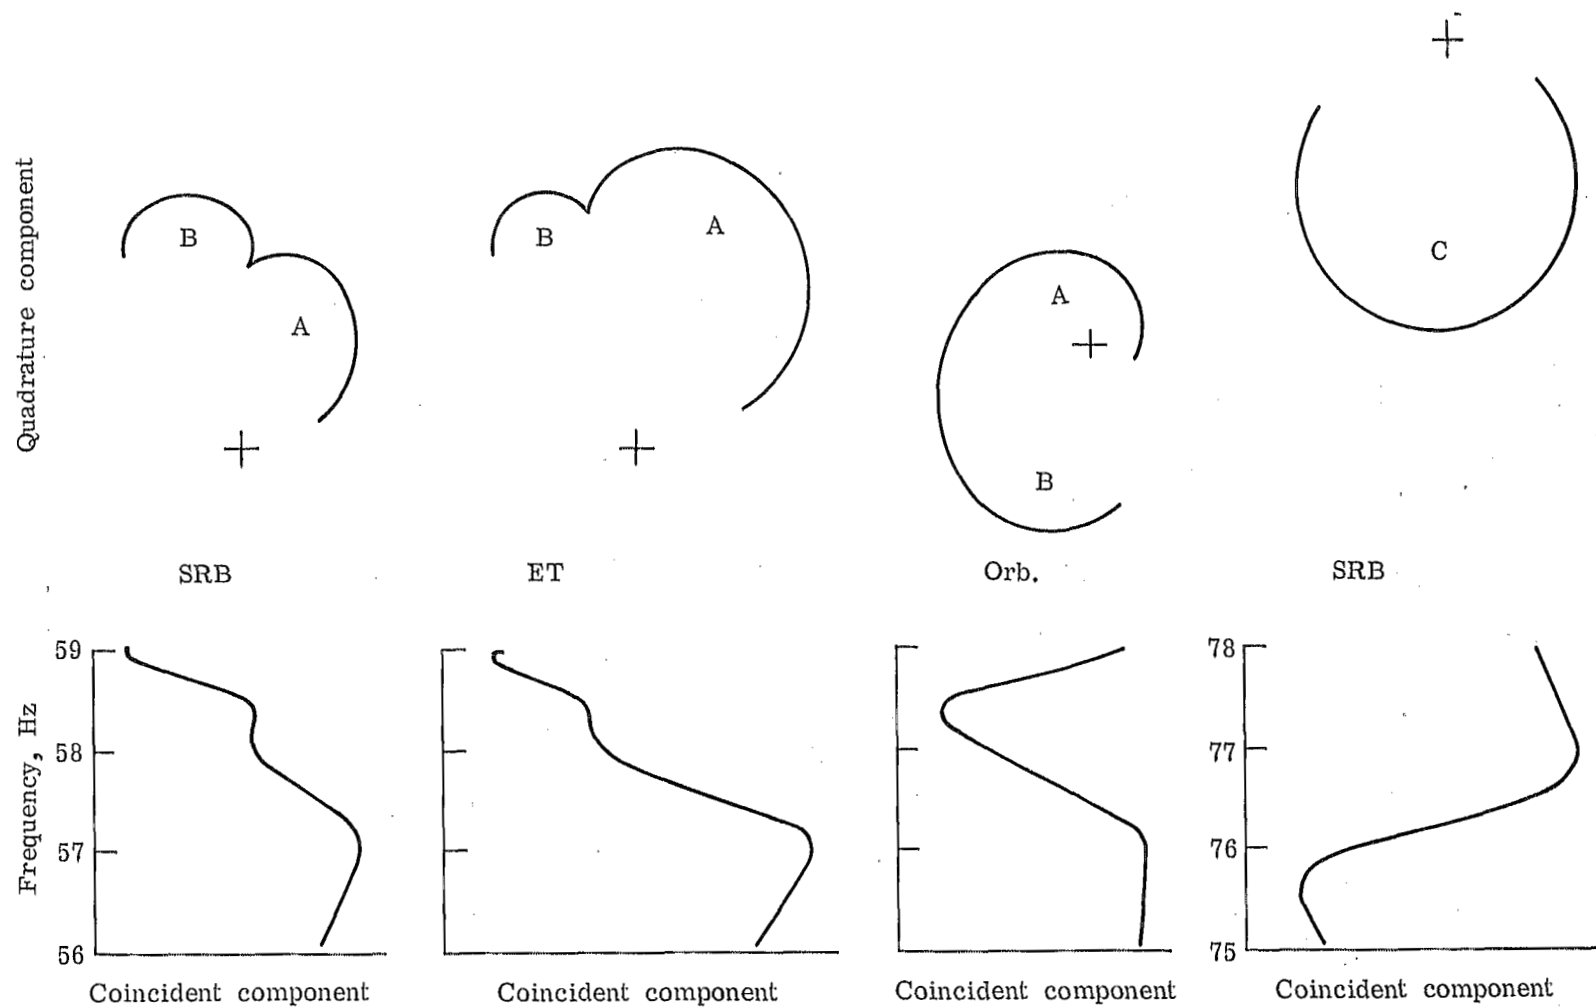 Quadrature component
B
A
B
A
A
B
C
SRB
ET
Orb.
SRB
Frequency, Hz
59
58
57
56
78
77
76
75
Coincident component
Coincident component
Coincident component
Coincident component